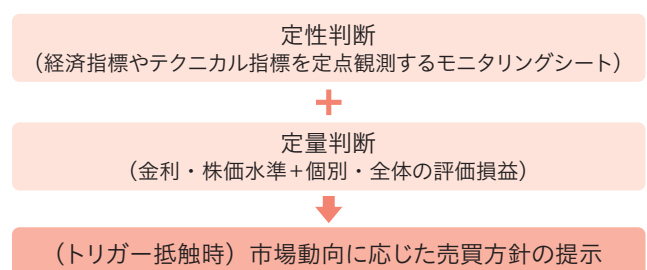 定性判断
（経済指標やテクニカル指標を定点観測するモニタリングシート）
＋
定量判断
（金利・株価水準＋個別・全体の評価損益）
（トリガー抵触時）市場動向に応じた売買方針の提示